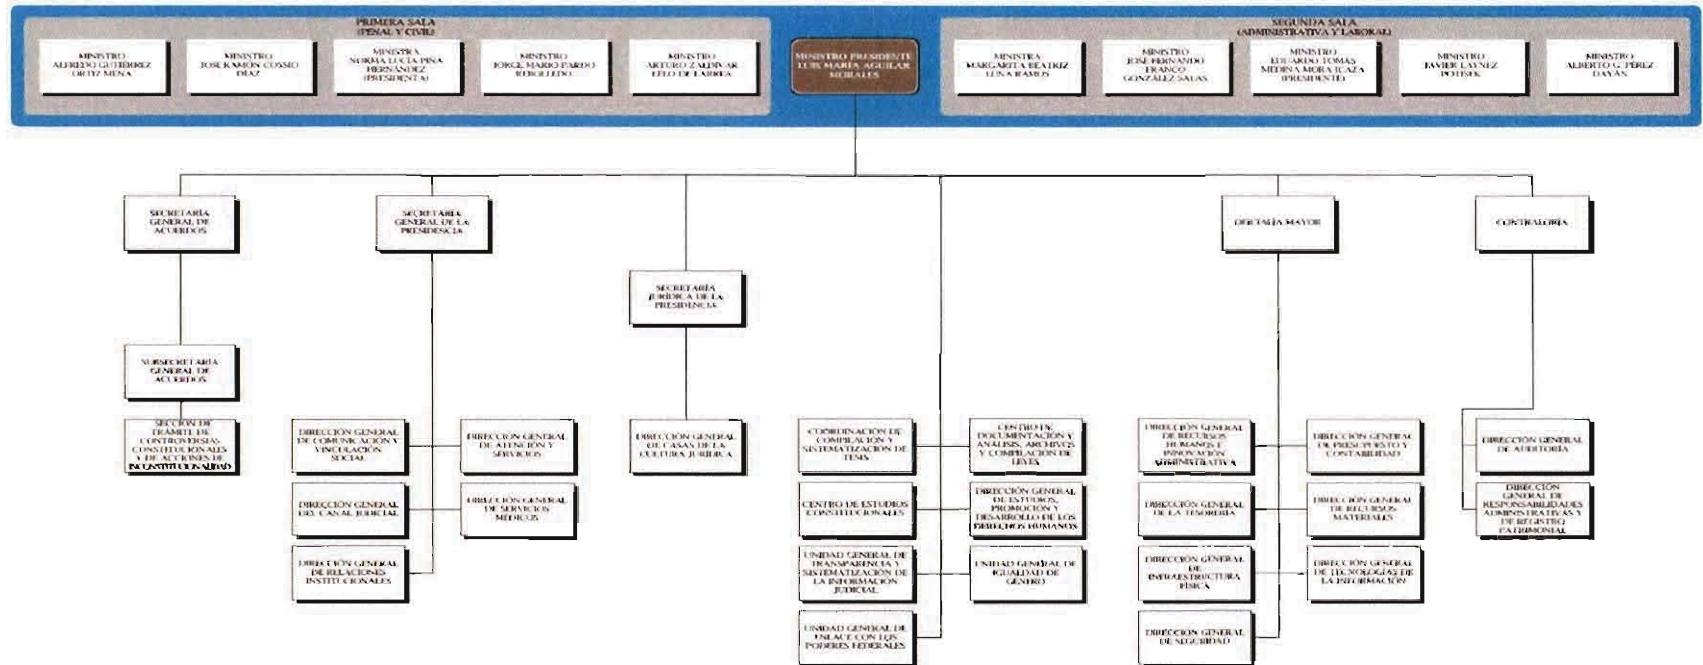 PRIMERA SALA
(PENAL Y CIVIL)
MINISTRO
ALFREDO GUTIÉRREZ
ORTIZ MENA
MINISTRO
JOSÉ RAMÓN COSSÍO
DÍAZ
MINISTRA
NORMA LUCÍA PIÑA
HERNÁNDEZ
(PRESIDENTA)
MINISTRO
JORGE MARIO PARDO
REBOLLEDO
MINISTRO
ARTURO ZALDÍVAR
LELO DE LARREA
MINISTRO PRESIDENTE
LUIS MARÍA AGUILAR
MORALES
SEGUNDA SALA
(ADMINISTRATIVA Y LABORAL)
MINISTRA
MARGARITA BEATRIZ
LUNA RAMOS
MINISTRO
JOSÉ FERNANDO
FRANCO
GONZÁLEZ SALAS
MINISTRO
EDUARDO TOMÁS
MEDINA MORA ICAZA
(PRESIDENTE)
MINISTRO
JAVIER LAYNEZ
POTISEK
MINISTRO
ALBERTO G. PÉREZ
DAYÁN
SECRETARÍA
GENERAL DE
ACUERDOS
SECRETARÍA
GENERAL DE LA
PRESIDENCIA
SECRETARÍA
JURÍDICA DE LA
PRESIDENCIA
OFICIALÍA MAYOR
CONTRALORÍA
SUBSECRETARÍA
GENERAL DE
ACUERDOS
SECCIÓN DE
TRÁMITE DE
CONTROVERSIAS
CONSTITUCIONALES
Y DE ACCIONES DE
INCONSTITUCIONALIDAD
DIRECCIÓN GENERAL
DE COMUNICACIÓN Y
VINCULACIÓN
SOCIAL
DIRECCIÓN GENERAL
DE ATENCIÓN Y
SERVICIOS
DIRECCIÓN GENERAL
DEL CANAL JUDICIAL
DIRECCIÓN GENERAL
DE SERVICIOS
MÉDICOS
DIRECCIÓN GENERAL
DE RELACIONES
INSTITUCIONALES
DIRECCIÓN GENERAL
DE CASAS DE LA
CULTURA JURÍDICA
COORDINACIÓN DE
COMPILACIÓN Y
SISTEMATIZACIÓN DE
TESIS
CENTRO DE
DOCUMENTACIÓN Y
ANÁLISIS, ARCHIVOS
Y COMPILACIÓN DE
LEYES
CENTRO DE ESTUDIOS
CONSTITUCIONALES
DIRECCIÓN GENERAL
DE ESTUDIOS,
PROMOCIÓN Y
DESARROLLO DE LOS
DERECHOS HUMANOS
UNIDAD GENERAL DE
TRANSPARENCIA Y
SISTEMATIZACIÓN DE
LA INFORMACIÓN
JUDICIAL
UNIDAD GENERAL DE
IGUALDAD DE
GÉNERO
UNIDAD GENERAL DE
ENLACE CON LOS
PODERES FEDERALES
DIRECCIÓN GENERAL
DE RECURSOS
HUMANOS E
INNOVACIÓN
ADMINISTRATIVA
DIRECCIÓN GENERAL
DE PRESUPUESTO Y
CONTABILIDAD
DIRECCIÓN GENERAL
DE LA TESORERÍA
DIRECCIÓN GENERAL
DE RECURSOS
MATERIALES
DIRECCIÓN GENERAL
DE
INFRAESTRUCTURA
FÍSICA
DIRECCIÓN GENERAL
DE TECNOLOGÍAS DE
LA INFORMACIÓN
DIRECCIÓN GENERAL
DE SEGURIDAD
DIRECCIÓN GENERAL
DE AUDITORÍA
DIRECCIÓN
GENERAL DE
RESPONSABILIDADES
ADMINISTRATIVAS Y
DE REGISTRO
PATRIMONIAL